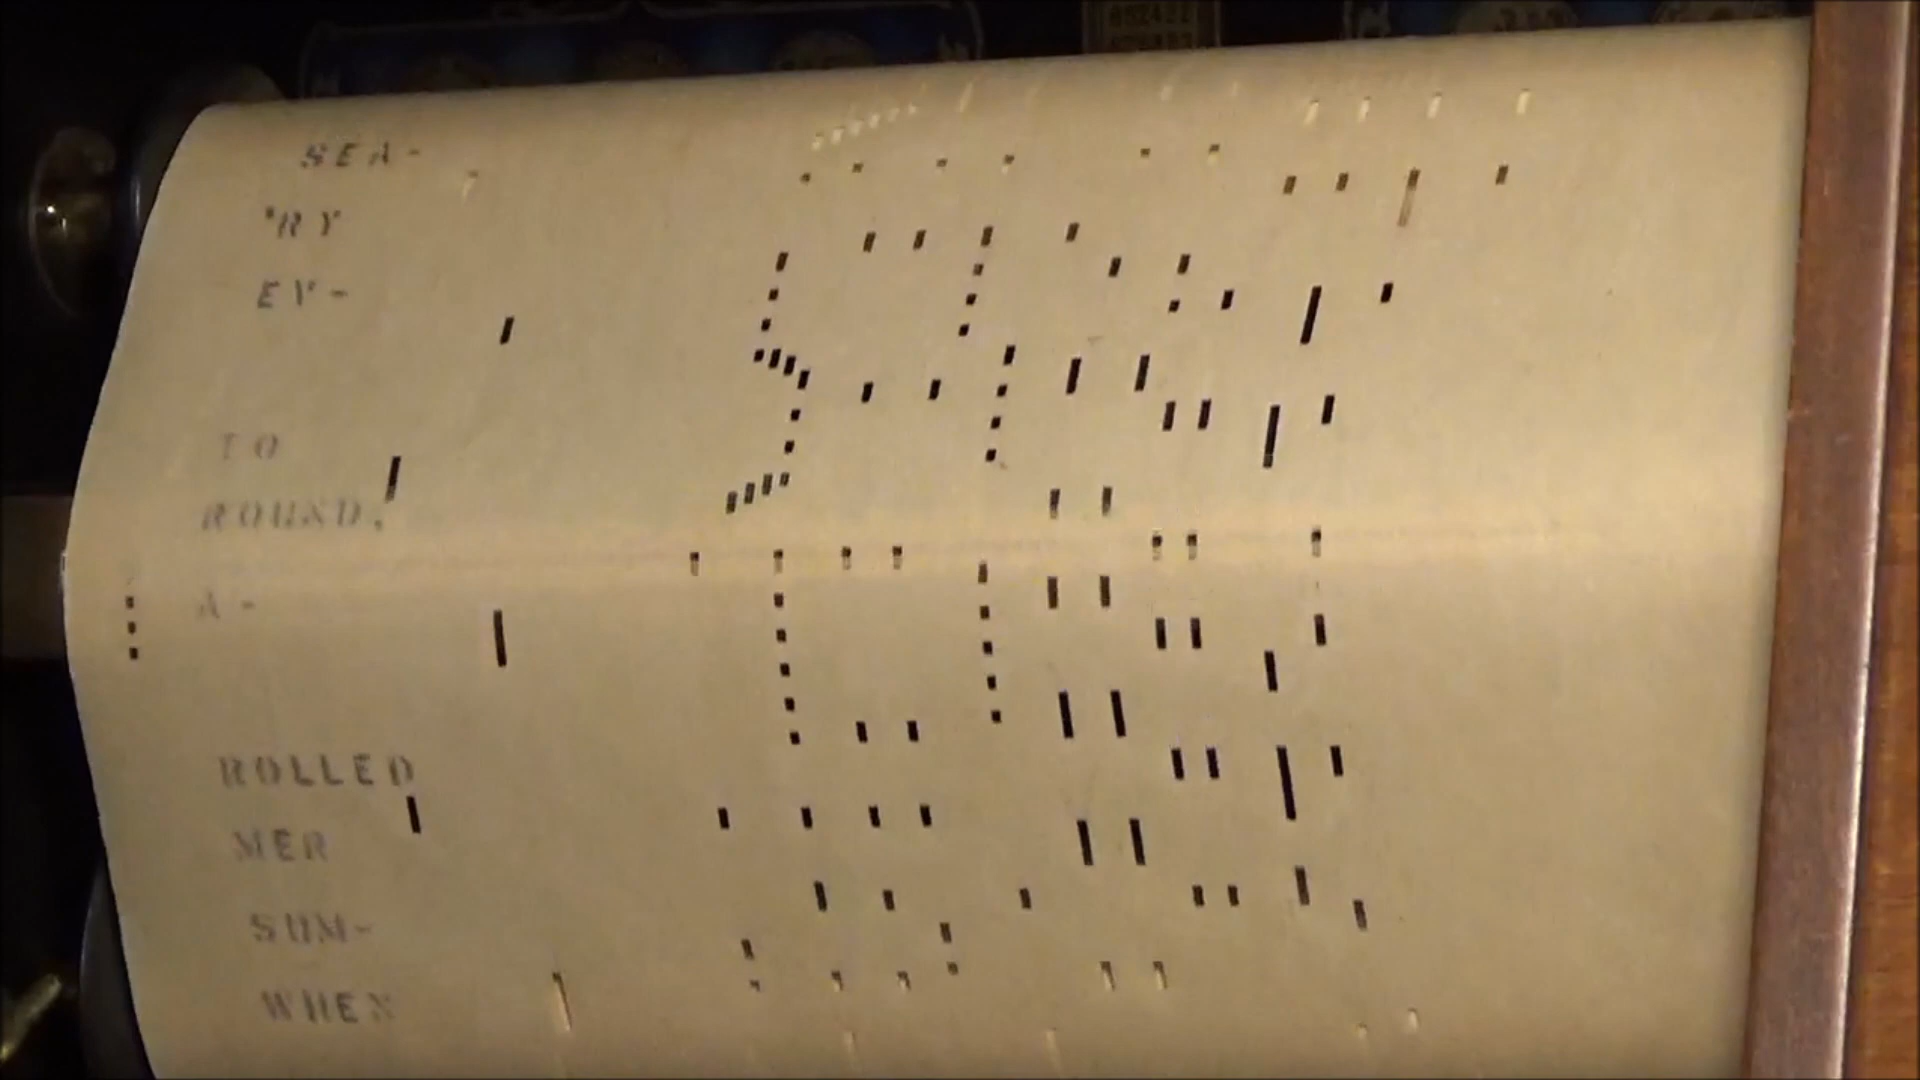 SEA-
'RY
EV-
TO
ROUND,
A-
ROLLED
MER
SUM-
WHEN